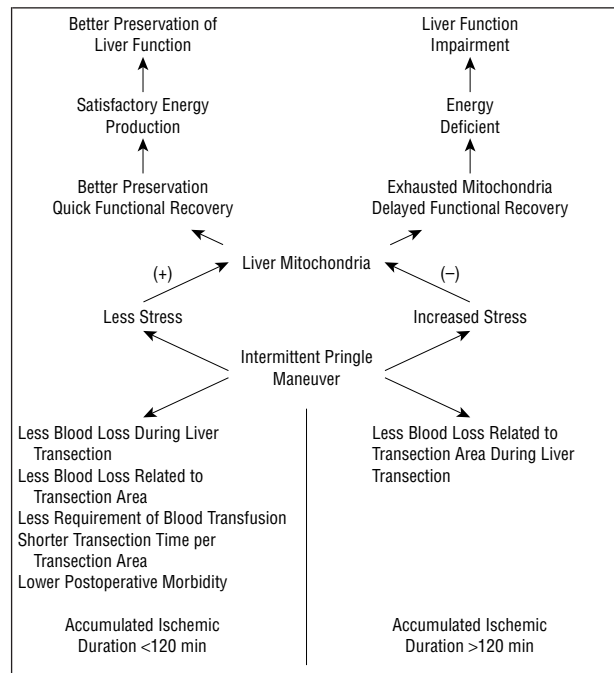 Better Preservation of
Liver Function
Liver Function
Impairment
Satisfactory Energy
Production
Energy
Deficient
Better Preservation
Quick Functional Recovery
Exhausted Mitochondria
Delayed Functional Recovery
(+)
Liver Mitochondria
(–)
Less Stress
Increased Stress
Intermittent Pringle
Maneuver
Less Blood Loss During Liver
Transection
Less Blood Loss Related to
Transection Area
Less Requirement of Blood Transfusion
Shorter Transection Time per
Transection Area
Lower Postoperative Morbidity
Less Blood Loss Related to
Transection Area During Liver
Transection
Accumulated Ischemic
Duration <120 min
Accumulated Ischemic
Duration >120 min